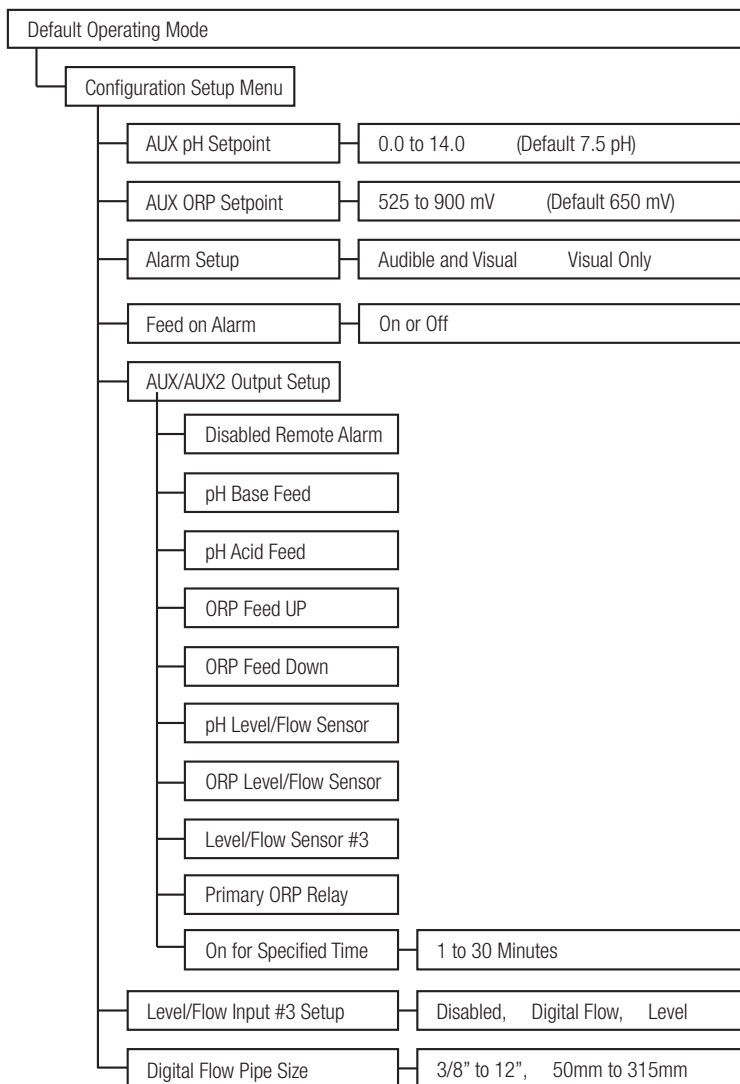 Default Operating Mode
Configuration Setup Menu
AUX pH Setpoint 0.0 to 14.0 (Default 7.5 pH)
AUX ORP Setpoint 525 to 900 mV (Default 650 mV)
Alarm Setup Audible and Visual Visual Only
Feed on Alarm On or Off
AUX/AUX2 Output Setup
Disabled Remote Alarm
pH Base Feed
pH Acid Feed
ORP Feed UP
ORP Feed Down
pH Level/Flow Sensor
ORP Level/Flow Sensor
Level/Flow Sensor #3
Primary ORP Relay
On for Specified Time 1 to 30 Minutes
Level/Flow Input #3 Setup Disabled, Digital Flow, Level
Digital Flow Pipe Size 3/8” to 12”, 50mm to 315mm